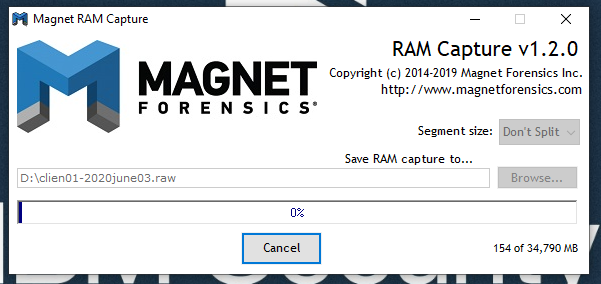 Magnet RAM Capture
RAM Capture v1.2.0
Copyright (c) 2014-2019 Magnet Forensics Inc.
http://www.magnetforensics.com
MAGNET
FORENSICS®
Segment size: Don't Split
Save RAM capture to...
D:\clien01-2020june03.raw Browse...
0%
Cancel 154 of 34,790 MB